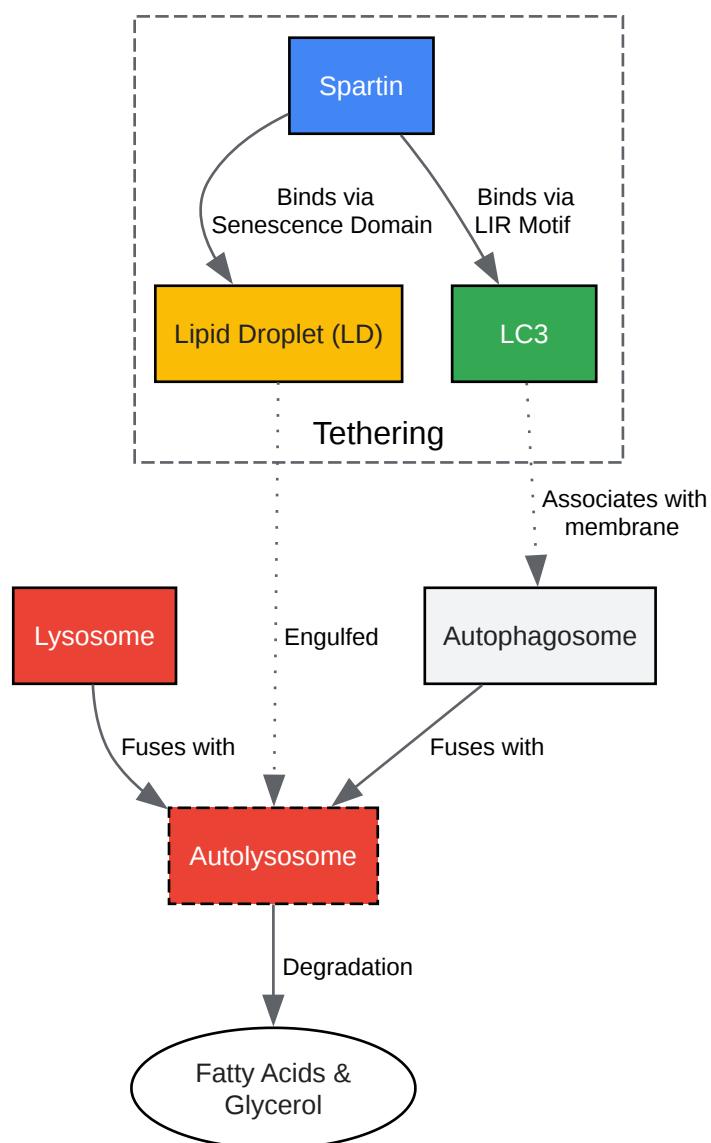 Spartin
Binds via
Senescence Domain
Binds via
LIR Motif
Lipid Droplet (LD)
LC3
Tethering
Associates with
membrane
Lysosome
Engulfed
Autophagosome
Fuses with
Fuses with
Autolysosome
Degradation
Fatty Acids &
Glycerol